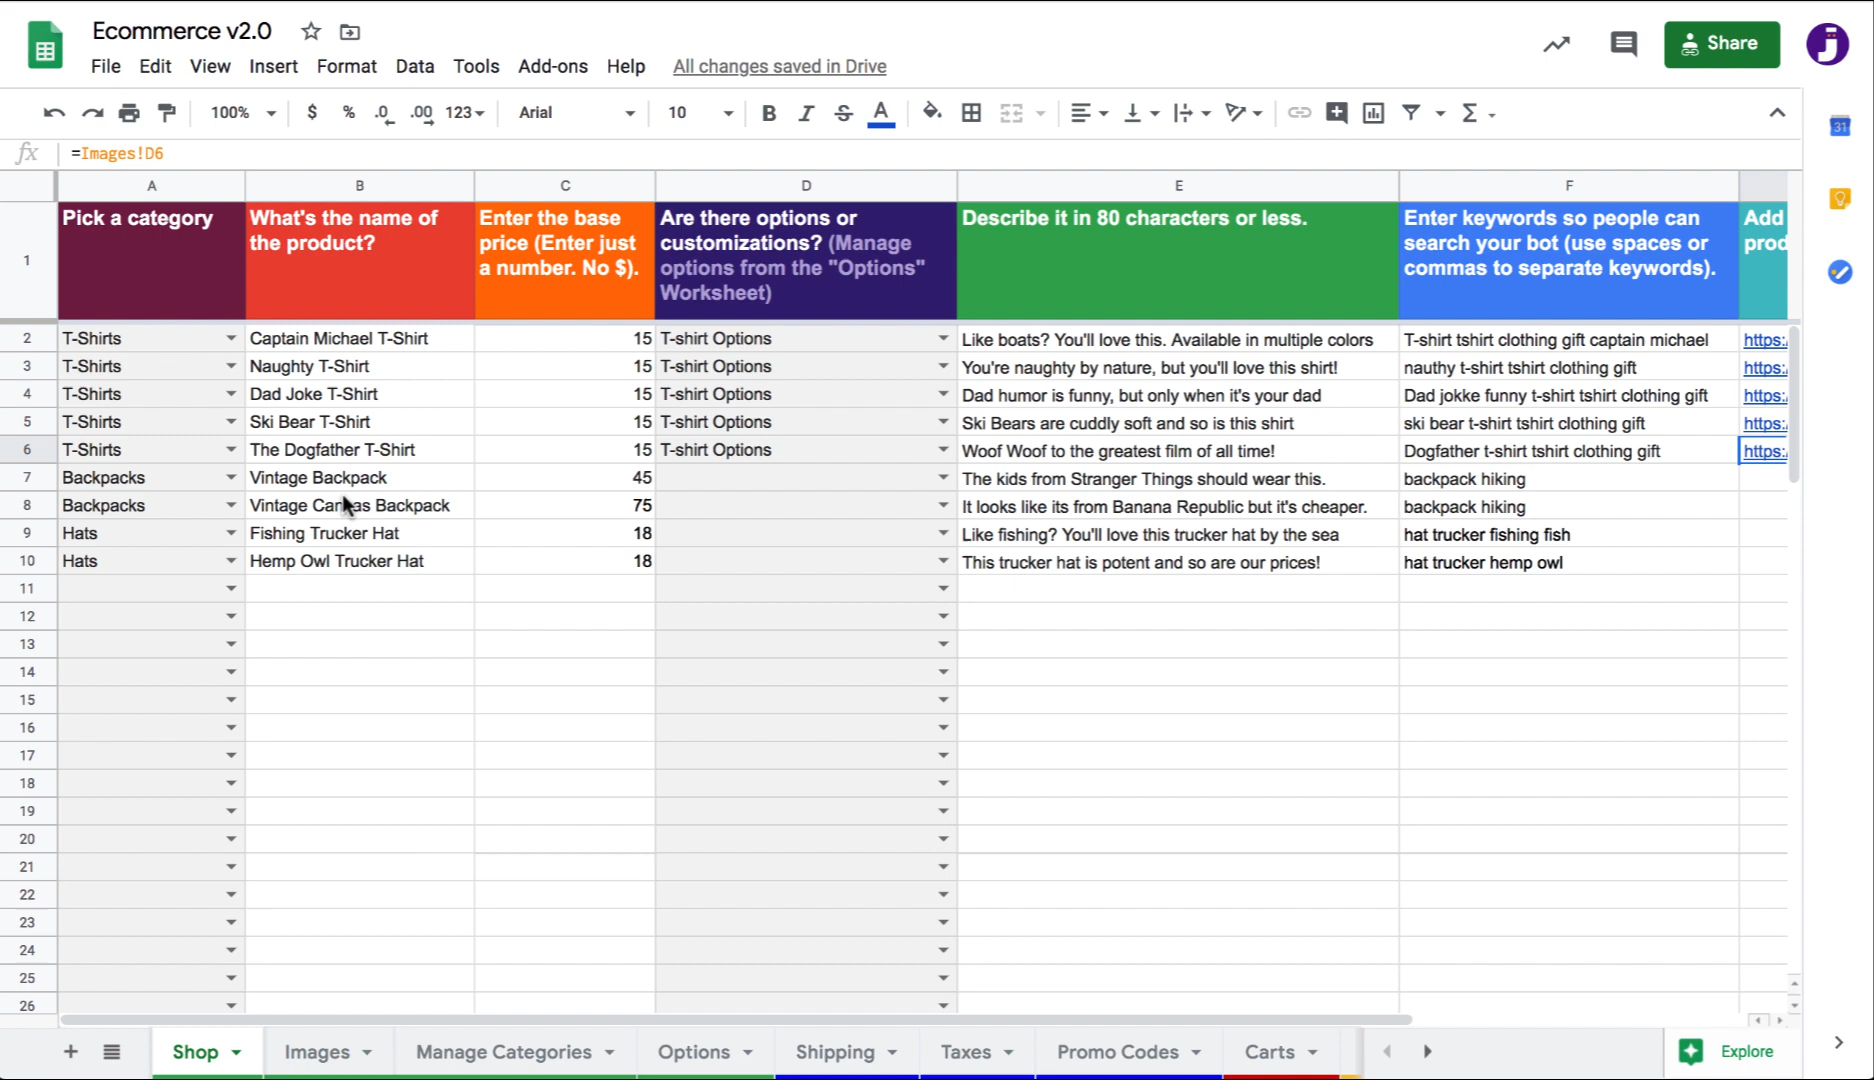 Ecommerce v2.0
File Edit View Insert Format Data Tools Add-ons Help All changes saved in Drive
Share
100% $ % .0 .00 123 Arial 10 B I S A
fx =Images!D6
31
A B C D E F
1
Pick a category
What's the name of
the product?
Enter the base
price (Enter just
a number. No $).
Are there options or
customizations? (Manage
options from the "Options"
Worksheet)
Describe it in 80 characters or less.
Enter keywords so people can
search your bot (use spaces or
commas to separate keywords).
Add
prod
2 T-Shirts Captain Michael T-Shirt 15 T-shirt Options Like boats? You'll love this. Available in multiple colors T-shirt tshirt clothing gift captain michael https:
3 T-Shirts Naughty T-Shirt 15 T-shirt Options You're naughty by nature, but you'll love this shirt! nauthy t-shirt tshirt clothing gift https:
4 T-Shirts Dad Joke T-Shirt 15 T-shirt Options Dad humor is funny, but only when it's your dad Dad jokke funny t-shirt tshirt clothing gift https:
5 T-Shirts Ski Bear T-Shirt 15 T-shirt Options Ski Bears are cuddly soft and so is this shirt ski bear t-shirt tshirt clothing gift https:
6 T-Shirts The Dogfather T-Shirt 15 T-shirt Options Woof Woof to the greatest film of all time! Dogfather t-shirt tshirt clothing gift https:
7 Backpacks Vintage Backpack 45 The kids from Stranger Things should wear this. backpack hiking
8 Backpacks Vintage Canvas Backpack 75 It looks like its from Banana Republic but it's cheaper. backpack hiking
9 Hats Fishing Trucker Hat 18 Like fishing? You'll love this trucker hat by the sea hat trucker fishing fish
10 Hats Hemp Owl Trucker Hat 18 This trucker hat is potent and so are our prices! hat trucker hemp owl
11
12
13
14
15
16
17
18
19
20
21
22
23
24
25
26
Shop Images Manage Categories Options Shipping Taxes Promo Codes Carts Explore